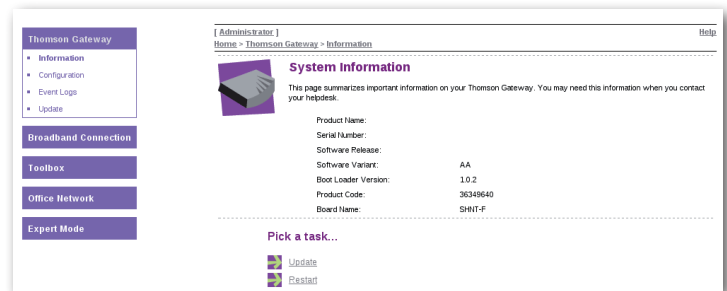 Thomson Gateway
Information
Configuration
Event Logs
Update
Broadband Connection
Toolbox
Office Network
Expert Mode
[ Administrator ] Help
Home > Thomson Gateway > Information
System Information
This page summarizes important information on your Thomson Gateway. You may need this information when you contact
your helpdesk.
Product Name:
Serial Number:
Software Release:
Software Variant: AA
Boot Loader Version: 1.0.2
Product Code: 36349640
Board Name: SHNT-F
Pick a task...
Update
Restart